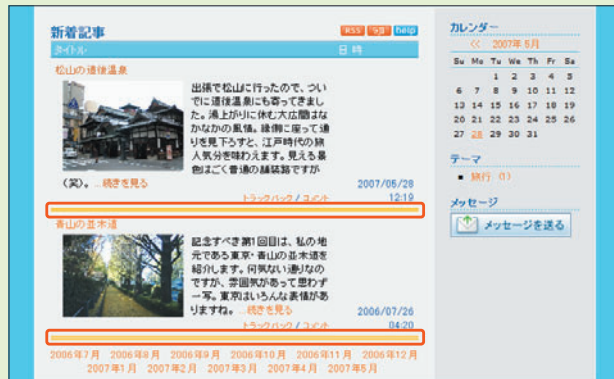 新着記事
RSS
help
タイトル
日時
松山の道後温泉
出張で松山に行ったので、つい
でに道後温泉にも寄ってきまし
た。湯上がりに休む大広間はな
かなかの風情。縁側に座って通
りを見下ろすと、江戸時代の旅
人気分を味わえます。見える景
色はごく普通の舗装路ですが
(笑)。...続きを見る
2007/05/28
トラックバック / コメント
12:19
青山の並木道
記念すべき第1回目は、私の地
元である東京・青山の並木道を
紹介します。何気ない通りなの
ですが、雰囲気があって思わず
一写。東京はいろんな表情があ
りますね。...続きを見る
2006/07/26
トラックバック / コメント
04:20
2006年7月 2006年8月 2006年9月 2006年10月 2006年11月 2006年12月
2007年1月 2007年2月 2007年3月 2007年4月 2007年5月
カレンダー
<< 2007年5月
Su Mo Tu We Th Fr Sa
1 2 3 4 5
6 7 8 9 10 11 12
13 14 15 16 17 18 19
20 21 22 23 24 25 26
27 28 29 30 31
テーマ
旅行 (1)
メッセージ
メッセージを送る